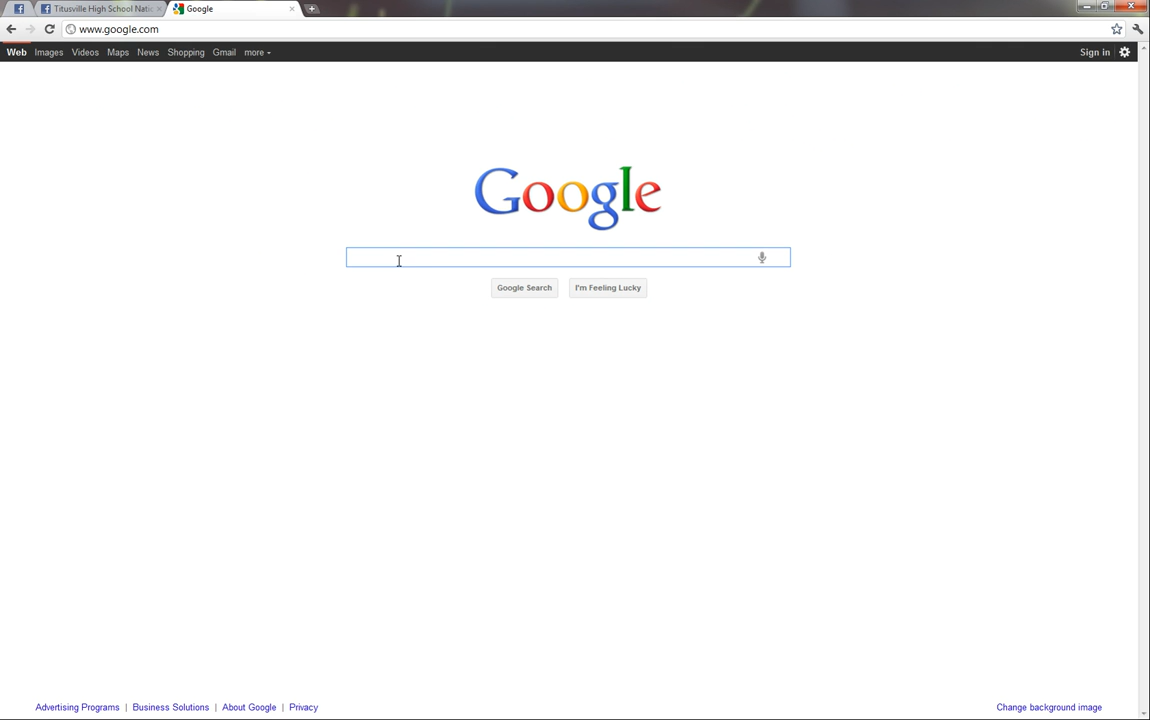 Titusville High School Natic
Google
www.google.com
Web Images Videos Maps News Shopping Gmail more
Sign in
Google
Google Search I'm Feeling Lucky
Advertising Programs | Business Solutions | About Google | Privacy
Change background image